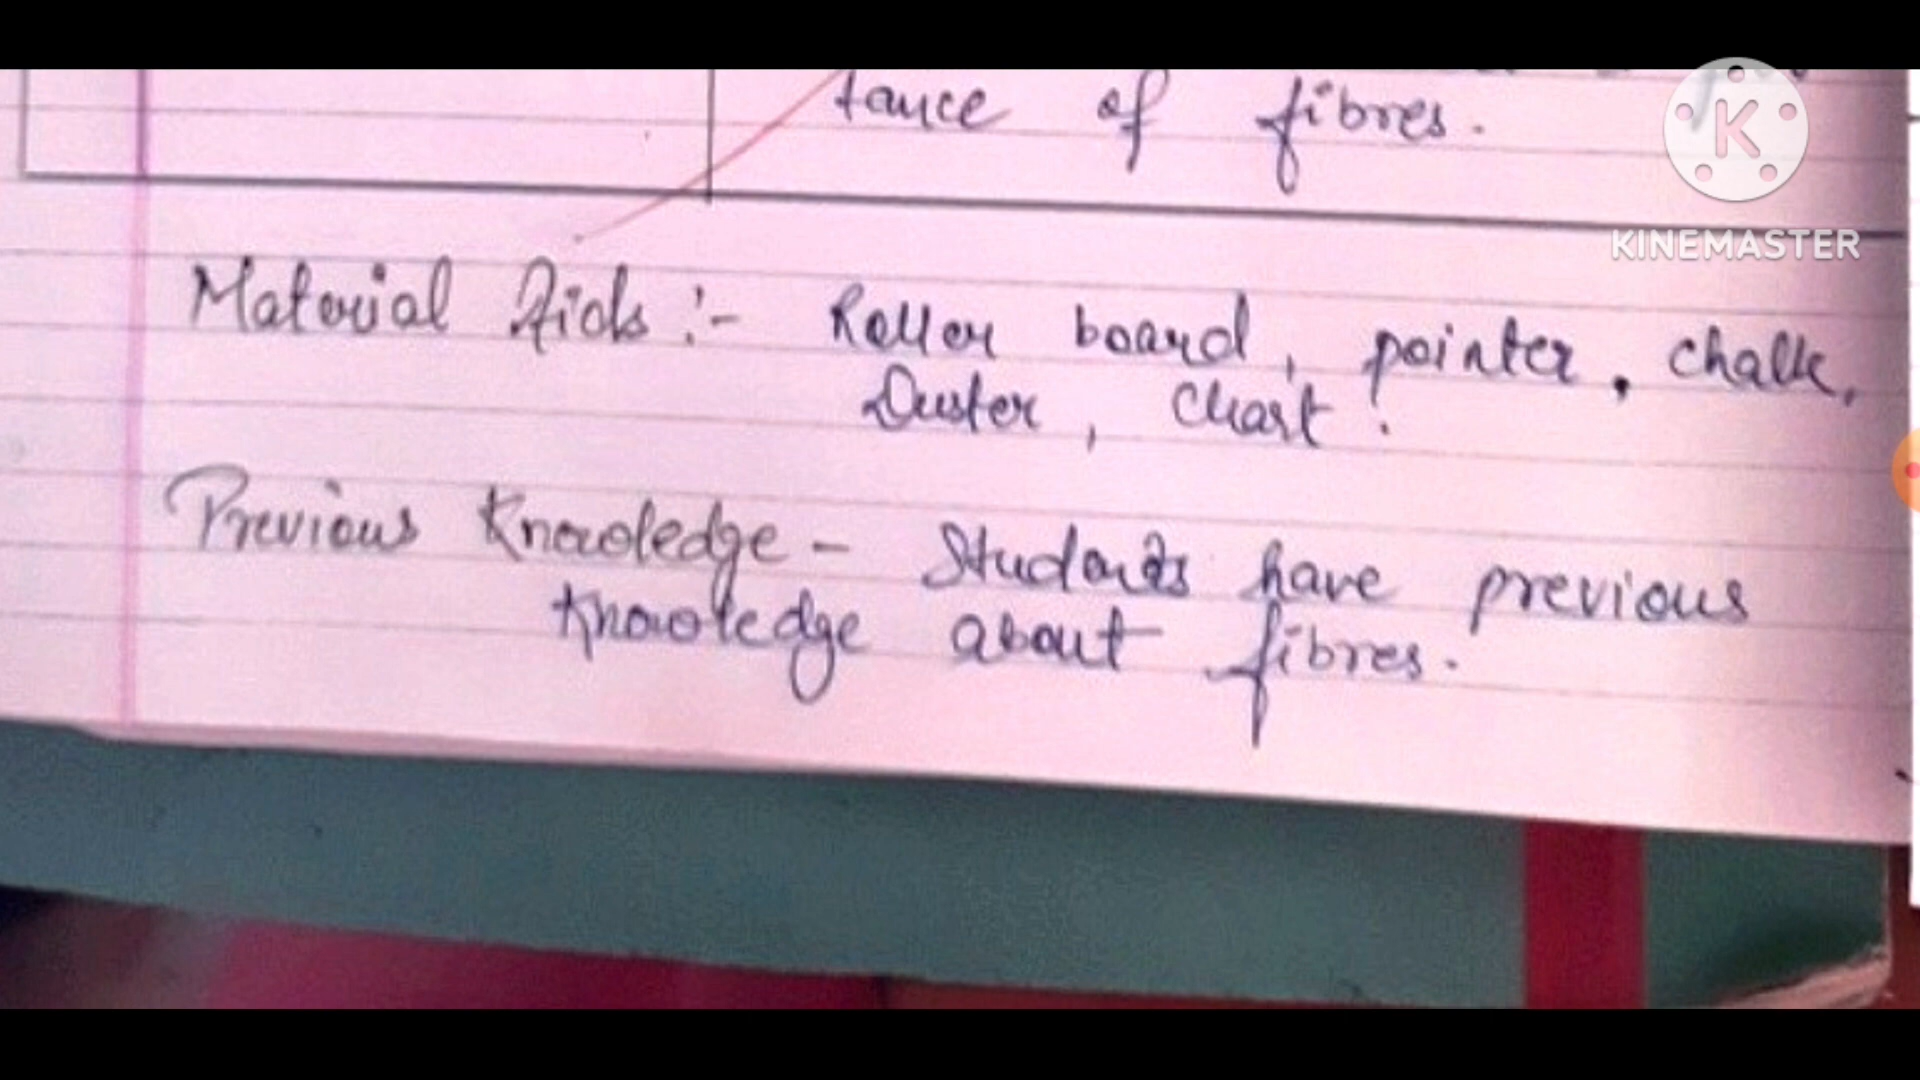 tance of fibres.
K
KINEMASTER
Material Aids :- Roller board, pointer, chalk,
Duster, Chart.
Previous Knowledge - Students have previous
Knowledge about fibres.